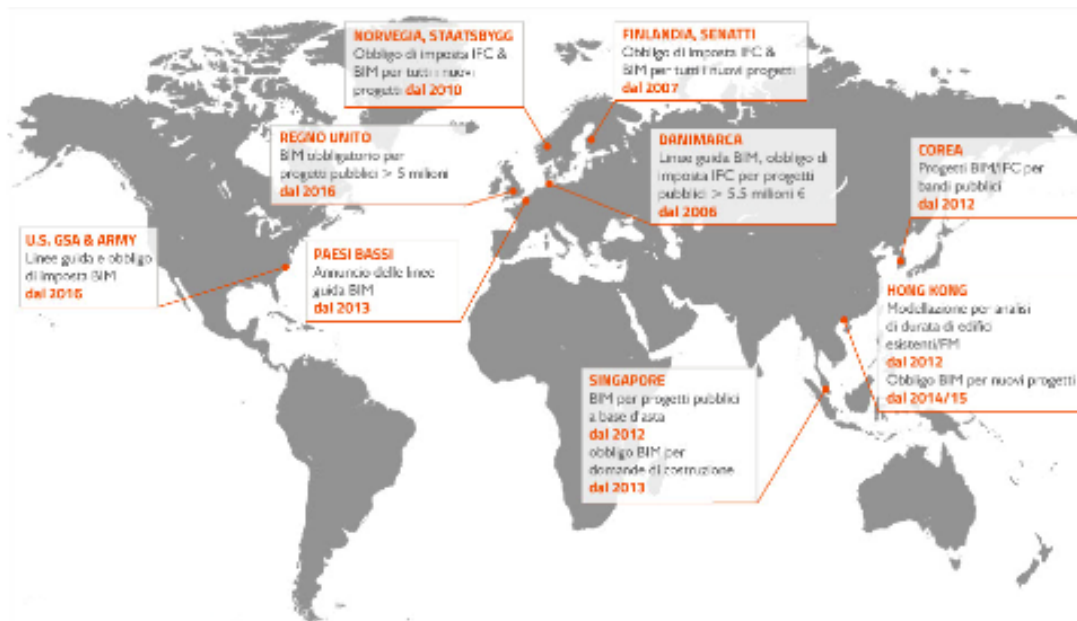 NORVEGIA, STAATSBYGG
Obbligo di imposta IFC &
BIM per tutti i nuovi
progetti dal 2010
FINLANDIA, SENATTI
Obbligo di Imposta IFC &
BIM per tutti i nuovi progetti
dal 2007
REGNO UNITO
BIM obbligatorio per
progetti pubblici > 5 milioni
dal 2016
DANIMARCA
Linee guida BIM, obbligo di
imposta IFC per progetti
pubblici > 5.5 milioni €
dal 2006
COREA
Progetti BIM/IFC per
bandi pubblici
dal 2012
U.S. GSA & ARMY
Linee guida e obbligo
di imposta BIM
dal 2016
PAESI BASSI
Annuncio delle linee
guida BIM
dal 2013
HONG KONG
Modellazione per analisi
di durata di edifici
esistenti/FM
dal 2012
Obbligo BIM per nuovi progetti
dal 2014/15
SINGAPORE
BIM per progetti pubblici
a base d'asta
dal 2012
obbligo BIM per
domande di costruzione
dal 2013